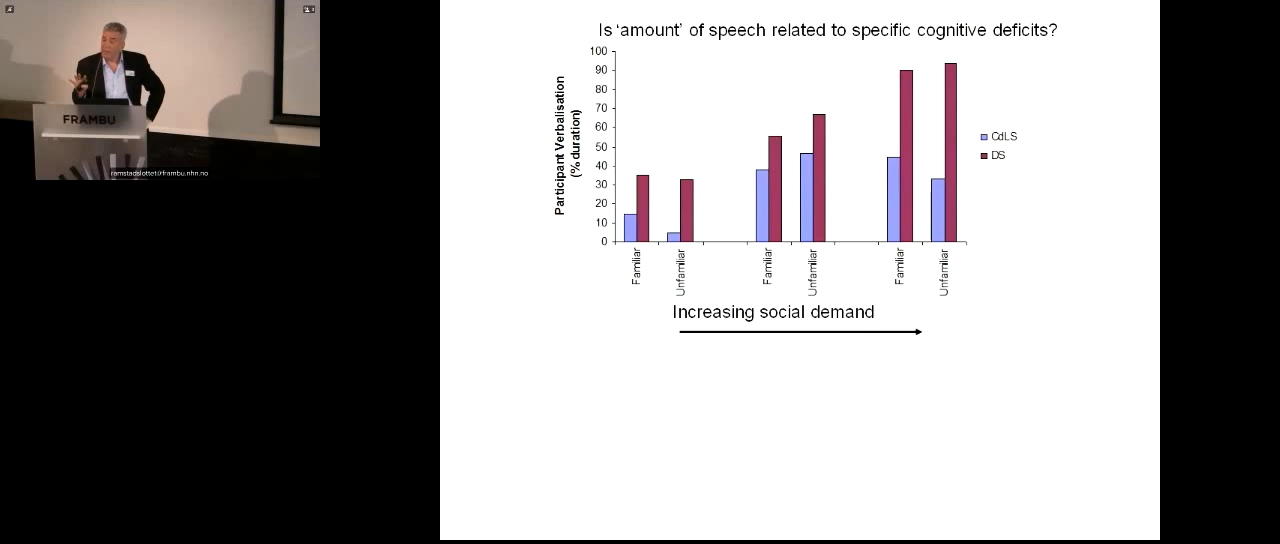 FRAMBU
ramstadslottet@frambu.nhn.no
Is ‘amount’ of speech related to specific cognitive deficits?
Participant Verbalisation
(% duration)
100
90
80
70
60
50
40
30
20
10
0
Familiar
Unfamiliar
Familiar
Unfamiliar
Familiar
Unfamiliar
CdLS
DS
Increasing social demand